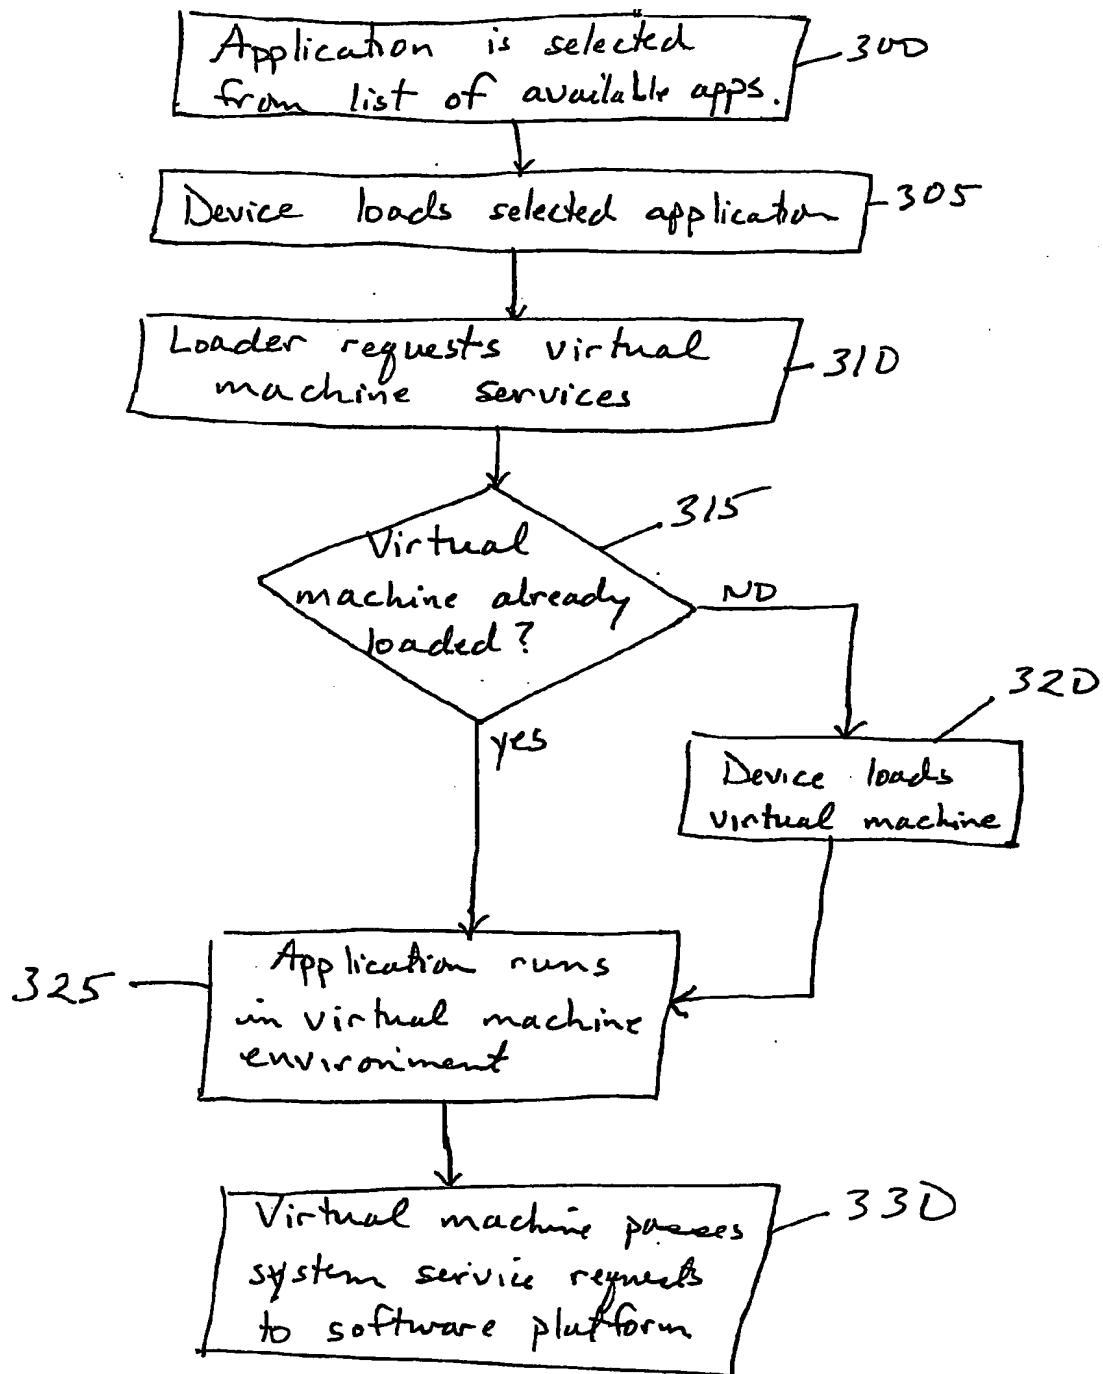 Application is selected
from list of available apps.
300
Device loads selected application
305
Loader requests virtual
machine services
310
Virtual
machine already
loaded?
315
NO
yes
320
Device loads
virtual machine
325
Application runs
in virtual machine
environment
Virtual machine passes
system service requests
to software platform
330